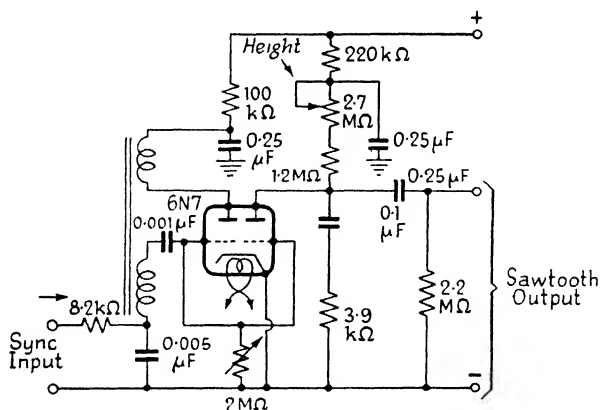 +
Height
220kΩ
100
kΩ
2·7
MΩ
0·25
μF
0·25μF
1·2MΩ
0·25μF
6N7
0·001μF
0·1
μF
8.2kΩ
Sync
Input
0·005
μF
3.9
kΩ
2·2
MΩ
Sawtooth
Output
−
2MΩ